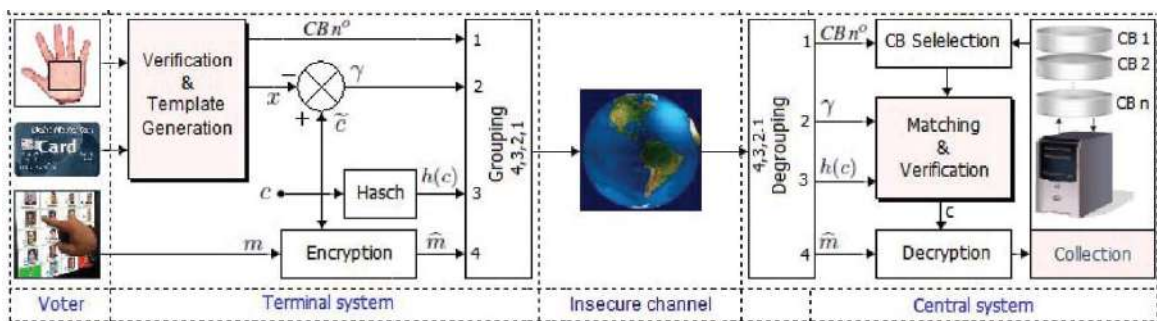 Card
Voter
Verification
&
Template
Generation
CBn°
x
−
+
γ
c̃
c
Hasch
h(c)
m
Encryption
m̂
1
2
3
4
Grouping
4,3,2,1
Terminal system
Insecure channel
4,3,2,1
Degrouping
1
2
3
4
CBn°
γ
h(c)
m̂
CB Selelection
Matching
&
Verification
c
Decryption
CB 1
CB 2
CB n
Collection
Central system